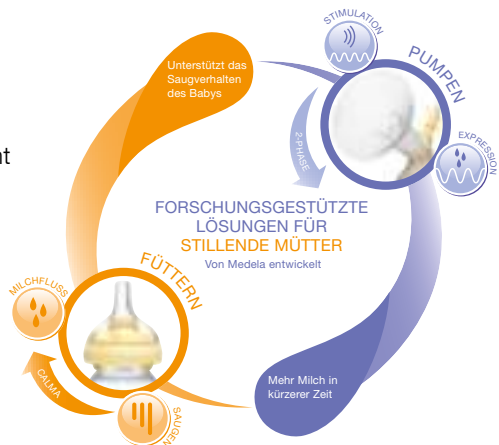 STIMULATION
PUMPEN
EXPRESSION
2-PHASE
Unterstützt das
Saugverhalten
des Babys
FORSCHUNGSGESTÜTZTE
LÖSUNGEN FÜR
STILLENDE MÜTTER
Von Medela entwickelt
FÜTTERN
MILCHFLUSS
CALMA
SAUGEN
Mehr Milch in
kürzerer Zeit